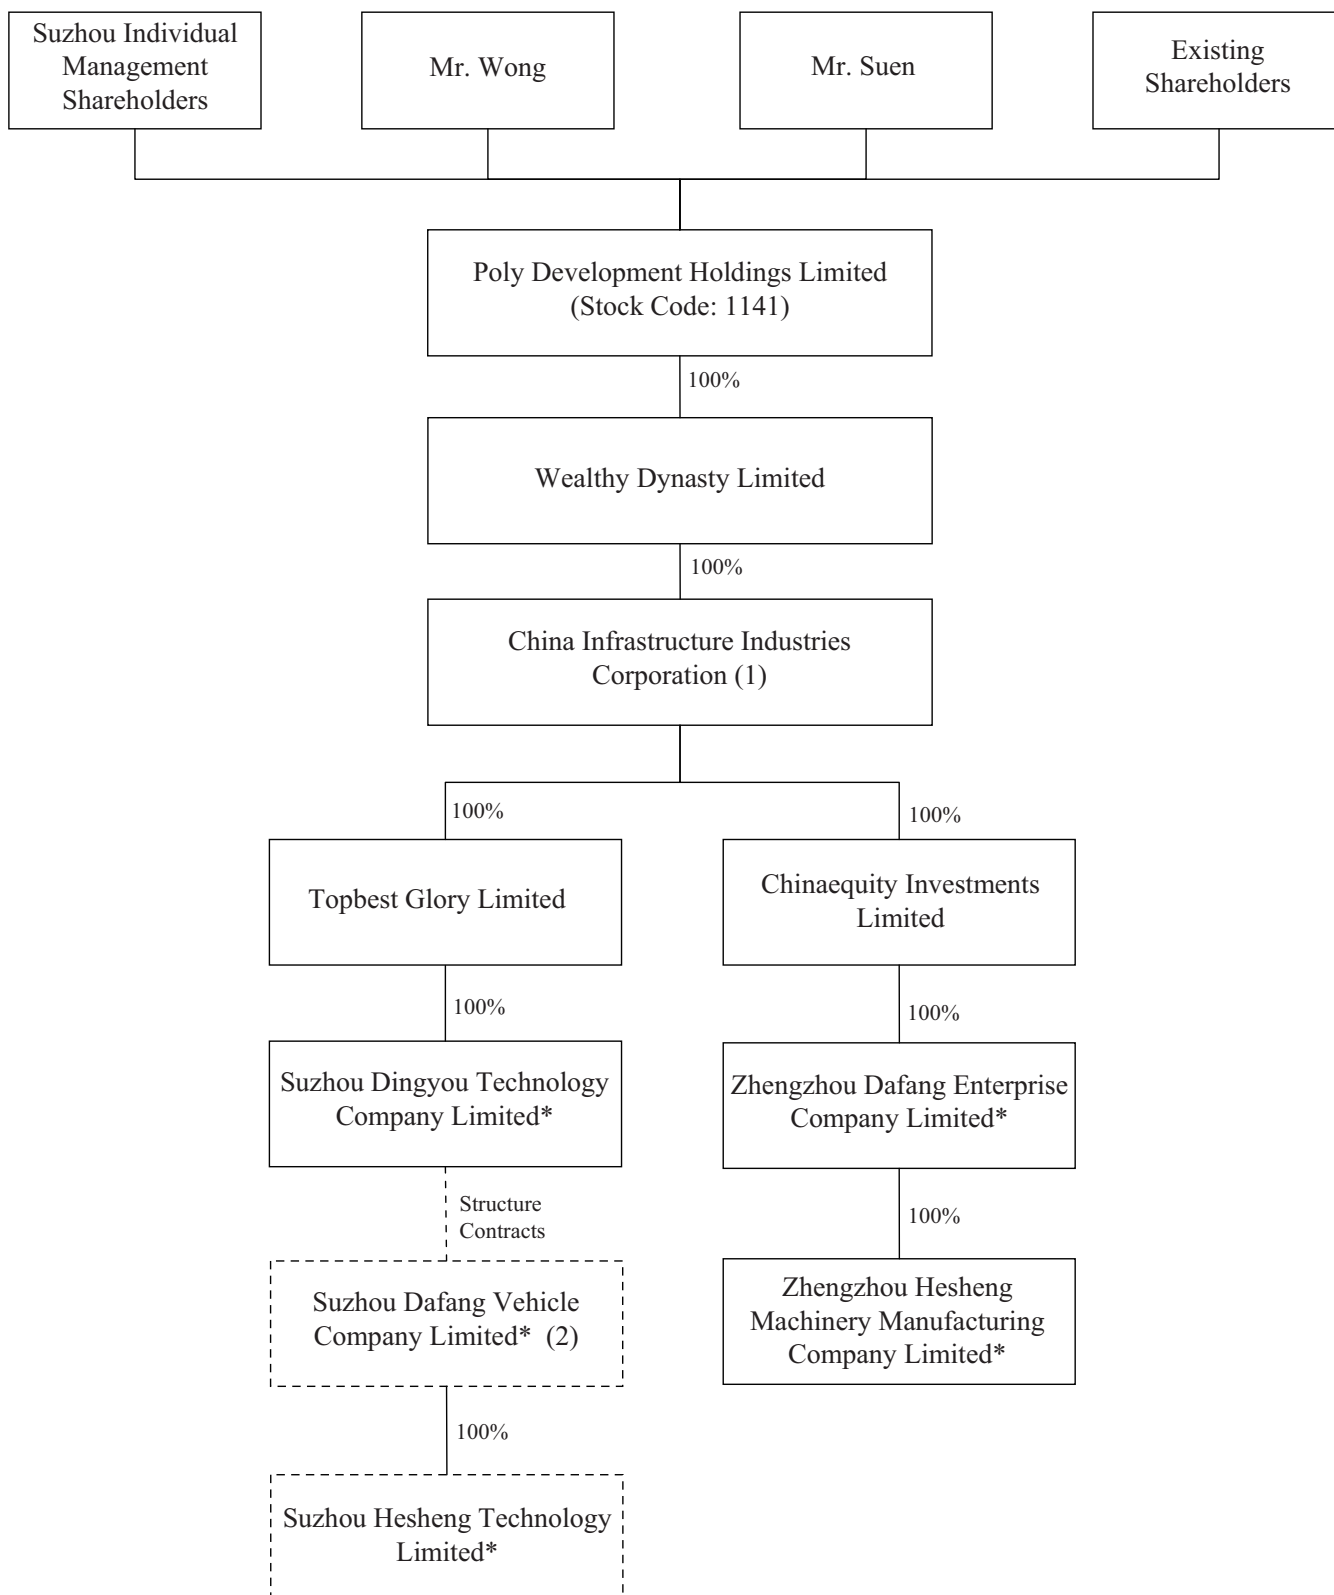 Suzhou Individual
Management
Shareholders
Mr. Wong
Mr. Suen
Existing
Shareholders
Poly Development Holdings Limited
(Stock Code: 1141)
100%
Wealthy Dynasty Limited
100%
China Infrastructure Industries
Corporation (1)
100%
100%
Topbest Glory Limited
Chinaequity Investments
Limited
100%
100%
Suzhou Dingyou Technology
Company Limited*
Zhengzhou Dafang Enterprise
Company Limited*
Structure
Contracts
100%
Suzhou Dafang Vehicle
Company Limited* (2)
Zhengzhou Hesheng
Machinery Manufacturing
Company Limited*
100%
Suzhou Hesheng Technology
Limited*